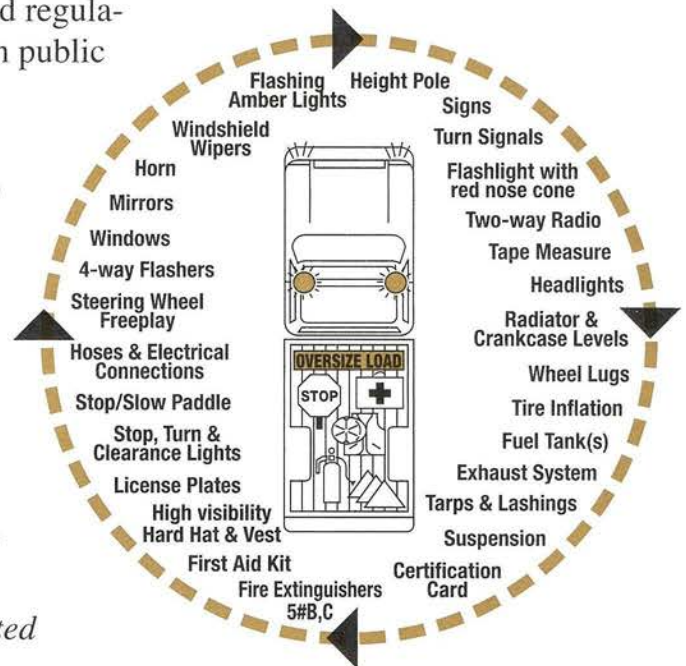 d regula-
public
Flashing
Amber Lights
Height Pole
Signs
Turn Signals
Flashlight with
red nose cone
Two-way Radio
Tape Measure
Headlights
Radiator &
Crankcase Levels
Wheel Lugs
Tire Inflation
Fuel Tank(s)
Exhaust System
Tarps & Lashings
Suspension
Certification
Card
Fire Extinguishers
5#B,C
First Aid Kit
High visibility
Hard Hat & Vest
License Plates
Stop, Turn &
Clearance Lights
Stop/Slow Paddle
Hoses & Electrical
Connections
Steering Wheel
Freeplay
4-way Flashers
Windows
Mirrors
Horn
Windshield
Wipers
OVERSIZE LOAD
STOP
ted